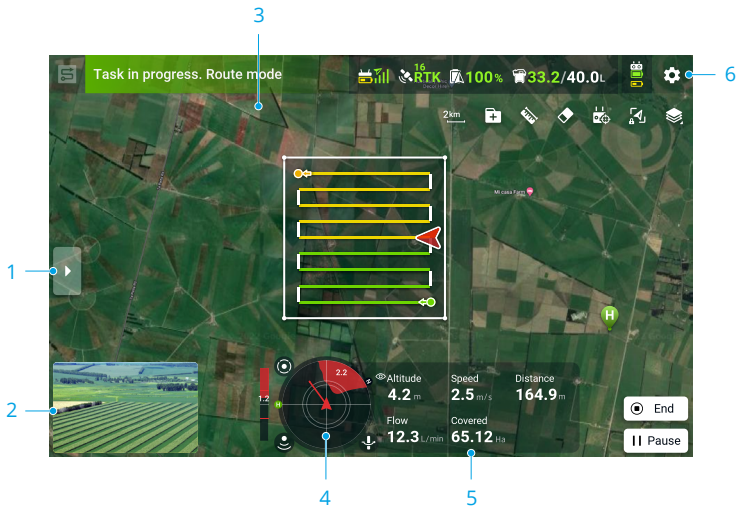 3
Task in progress. Route mode
16
RTK
100%
33.2/40.0L
6
2km
Mi casa Farm
1
H
2.2
N
1.2
H
2
Altitude Speed Distance
4.2 m 2.5 m/s 164.9 m
Flow Covered
12.3 L/min 65.12 Ha
End
Pause
4
5